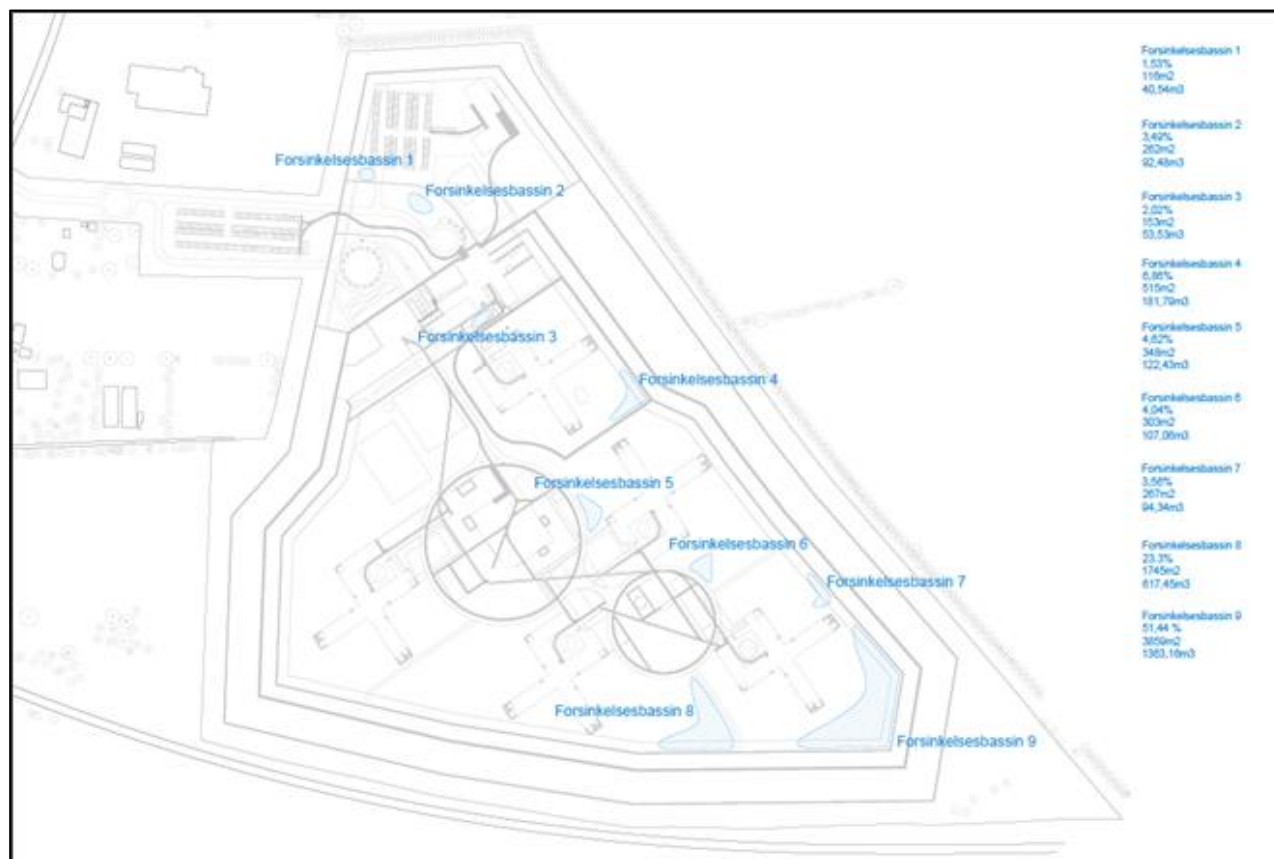 Forsinkelsesbassin 1
Forsinkelsesbassin 2
Forsinkelsesbassin 3
Forsinkelsesbassin 4
Forsinkelsesbassin 5
Forsinkelsesbassin 6
Forsinkelsesbassin 7
Forsinkelsesbassin 8
Forsinkelsesbassin 9
Forsinkelsesbassin 1
1,53%
116m2
40,54m3
Forsinkelsesbassin 2
3,49%
262m2
92,48m3
Forsinkelsesbassin 3
2,02%
153m2
53,53m3
Forsinkelsesbassin 4
6,86%
515m2
181,79m3
Forsinkelsesbassin 5
4,62%
348m2
122,43m3
Forsinkelsesbassin 6
4,04%
303m2
107,06m3
Forsinkelsesbassin 7
3,56%
267m2
94,34m3
Forsinkelsesbassin 8
23,3%
1745m2
617,45m3
Forsinkelsesbassin 9
51,44 %
3859m2
1363,16m3